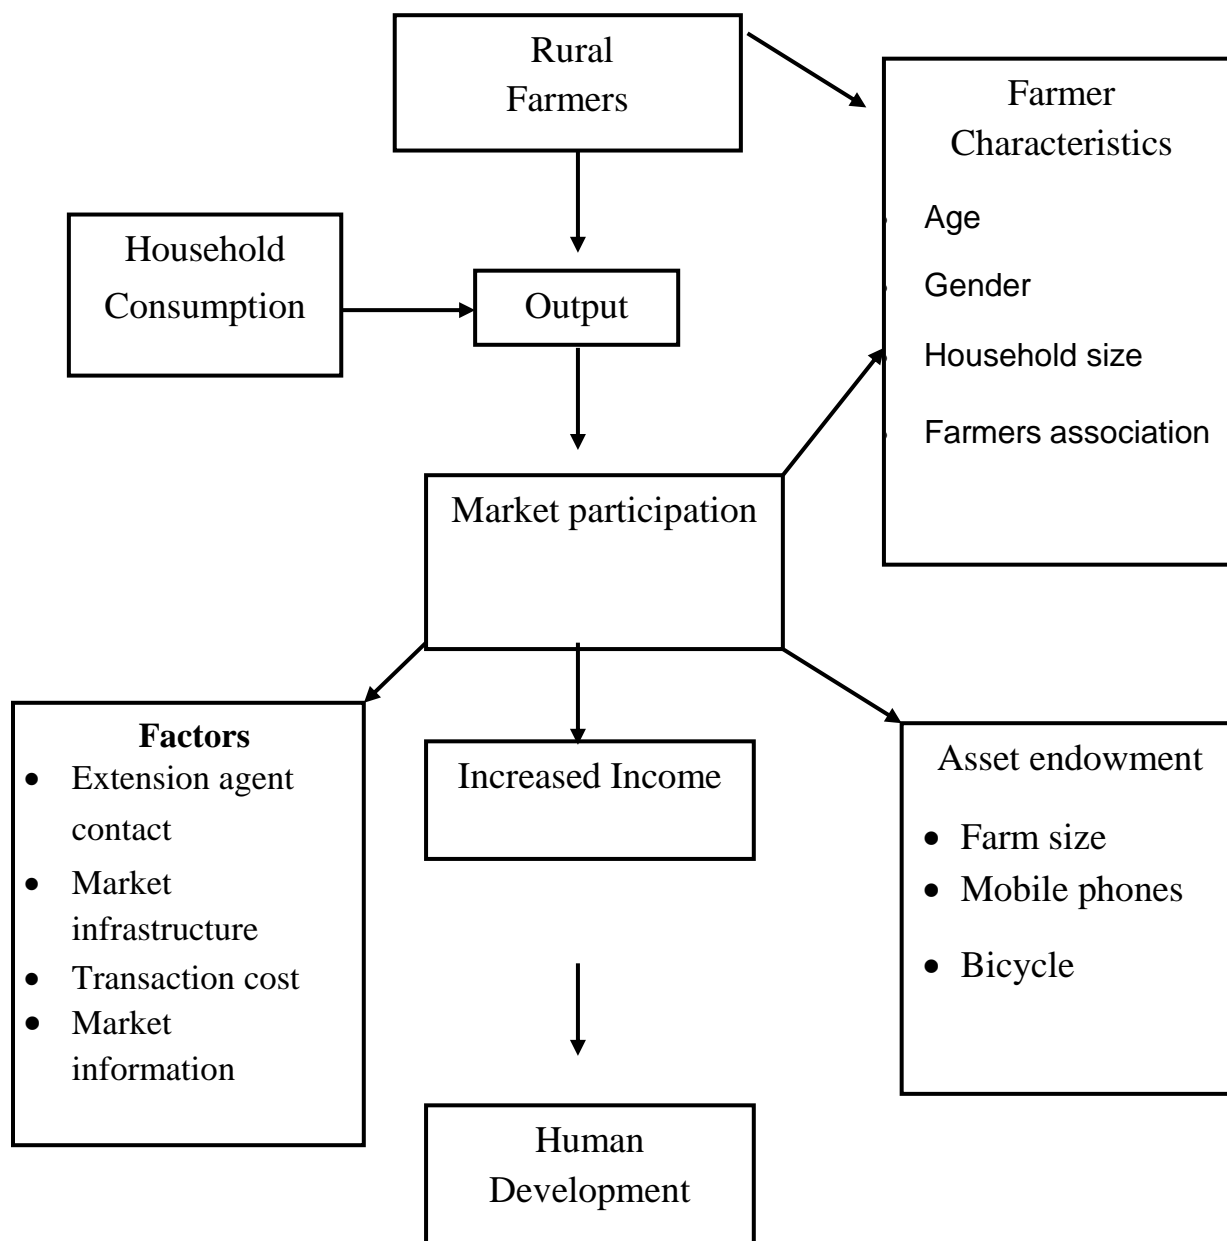 Rural
Farmers
Farmer
Characteristics
• Age
• Gender
• Household size
• Farmers association
Household
Consumption
Output
Market participation
Factors
• Extension agent
contact
• Market
infrastructure
• Transaction cost
• Market
information
Increased Income
Asset endowment
• Farm size
• Mobile phones
• Bicycle
Human
Development